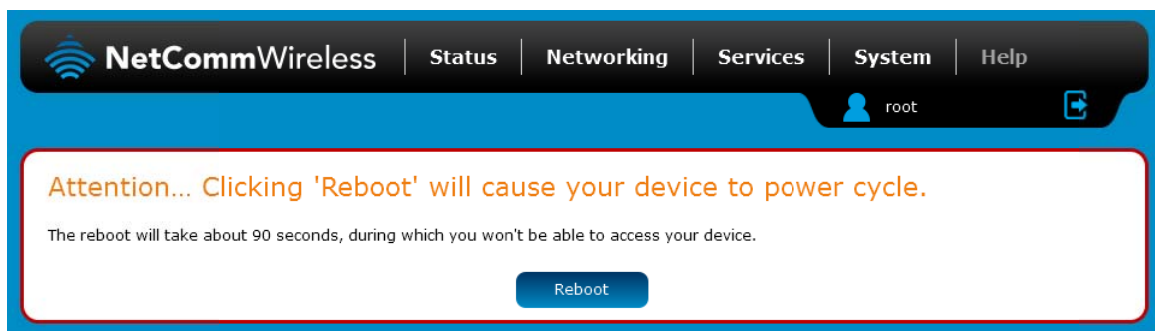 NetCommWireless Status Networking Services System Help
root
Attention... Clicking 'Reboot' will cause your device to power cycle.
The reboot will take about 90 seconds, during which you won't be able to access your device.
Reboot